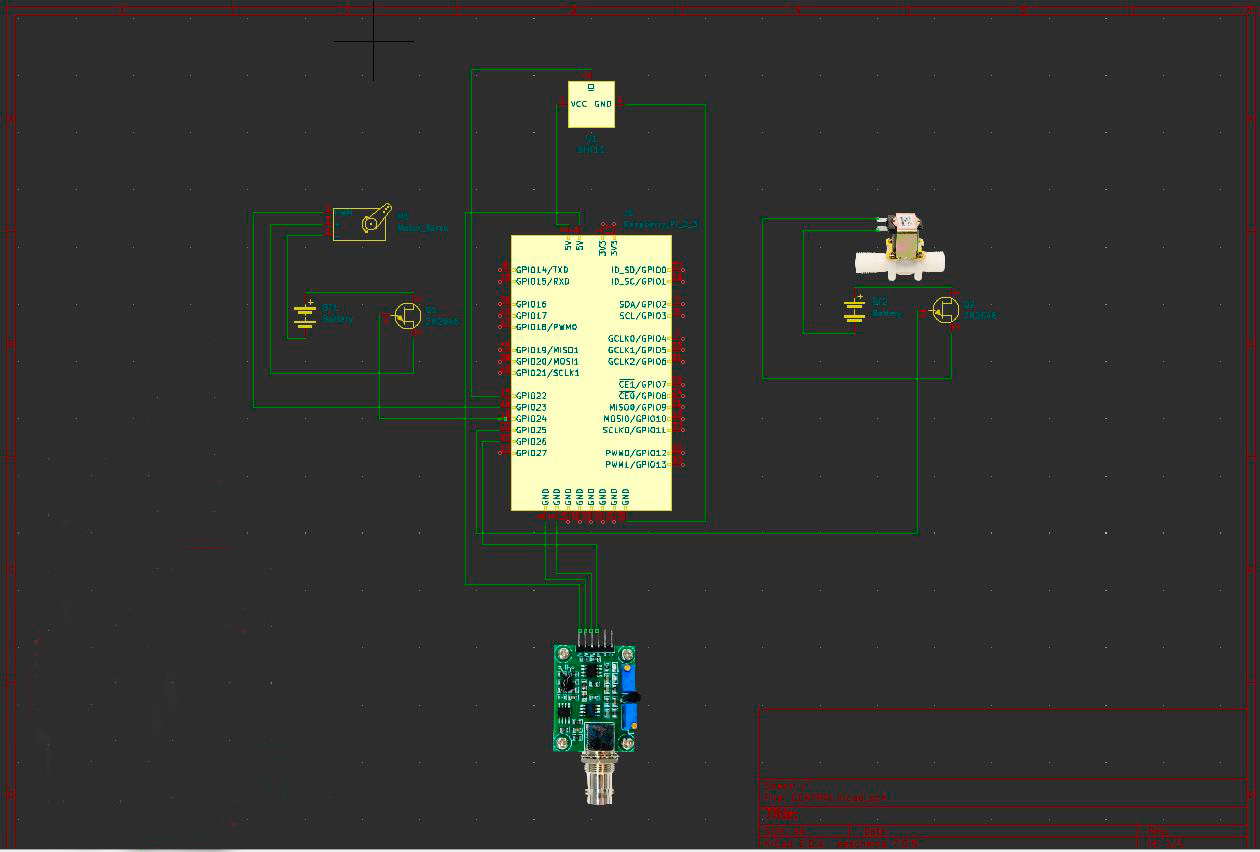 VCC GND
U1
DHT11
J1
Raspberry_Pi_2_3
PWM
M1
Motor_Servo
5V
5V
3V3
3V3
GPIO14/TXD
ID_SD/GPIO0
GPIO15/RXD
ID_SC/GPIO1
GPIO16
SDA/GPIO2
GPIO17
SCL/GPIO3
GPIO18/PWM0
GCLK0/GPIO4
GPIO19/MISO1
GCLK1/GPIO5
GPIO20/MOSI1
GCLK2/GPIO6
GPIO21/SCLK1
CE1/GPIO7
GPIO22
CE0/GPIO8
GPIO23
MISO0/GPIO9
GPIO24
MOSI0/GPIO10
GPIO25
SCLK0/GPIO11
GPIO26
GPIO27
PWM0/GPIO12
PWM1/GPIO13
GND
GND
GND
GND
GND
GND
GND
GND
BT1
Battery
Q1
2N2646
BT2
Battery
Q2
2N2646
Title: